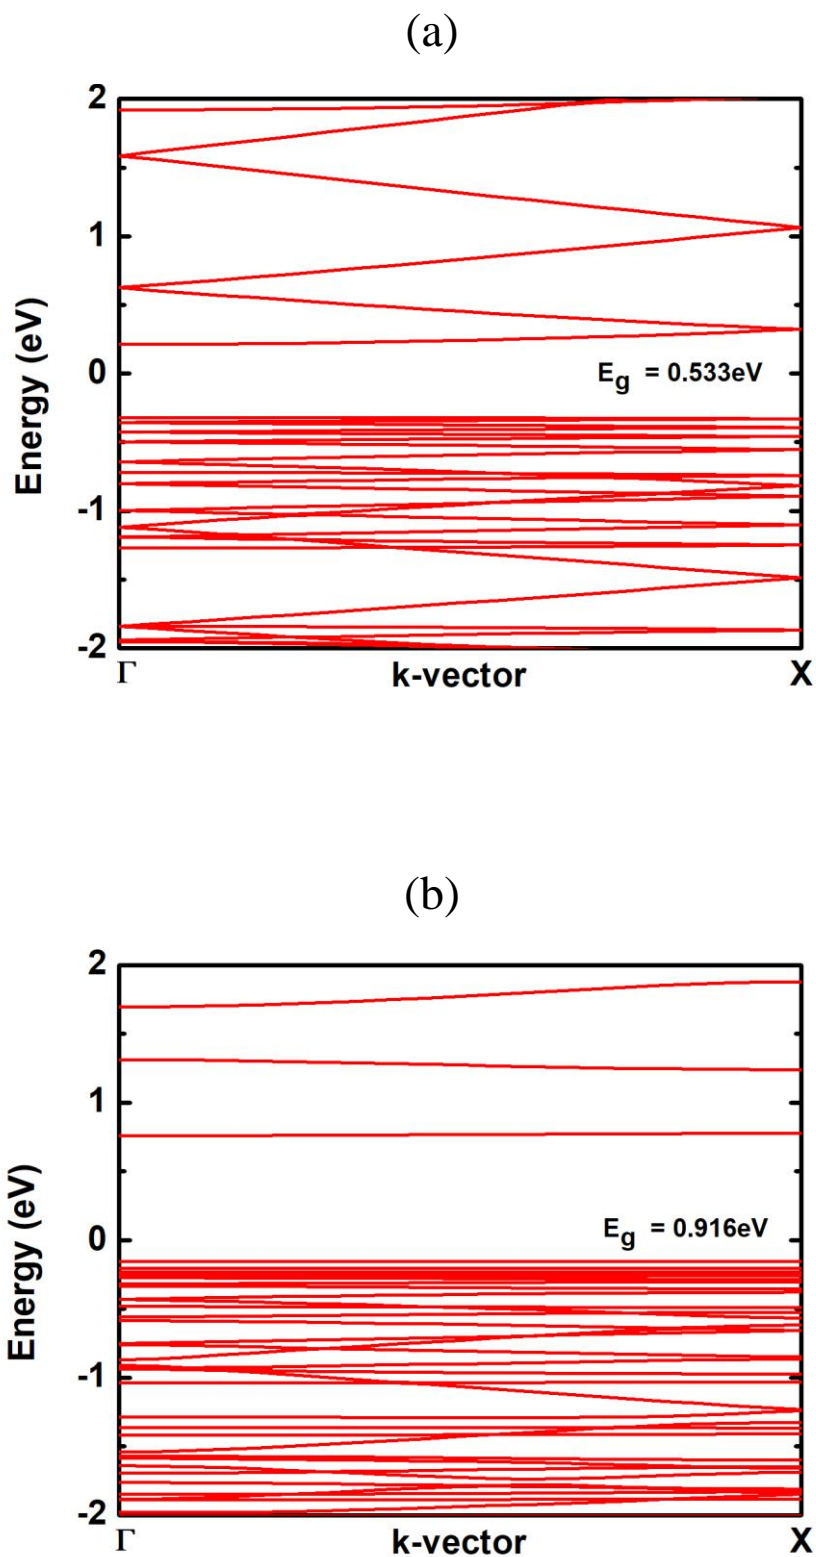 (a)
2
1
0
-1
-2
Energy (eV)
E_g = 0.533eV
Γ k-vector X
(b)
2
1
0
-1
-2
Energy (eV)
E_g = 0.916eV
Γ k-vector X